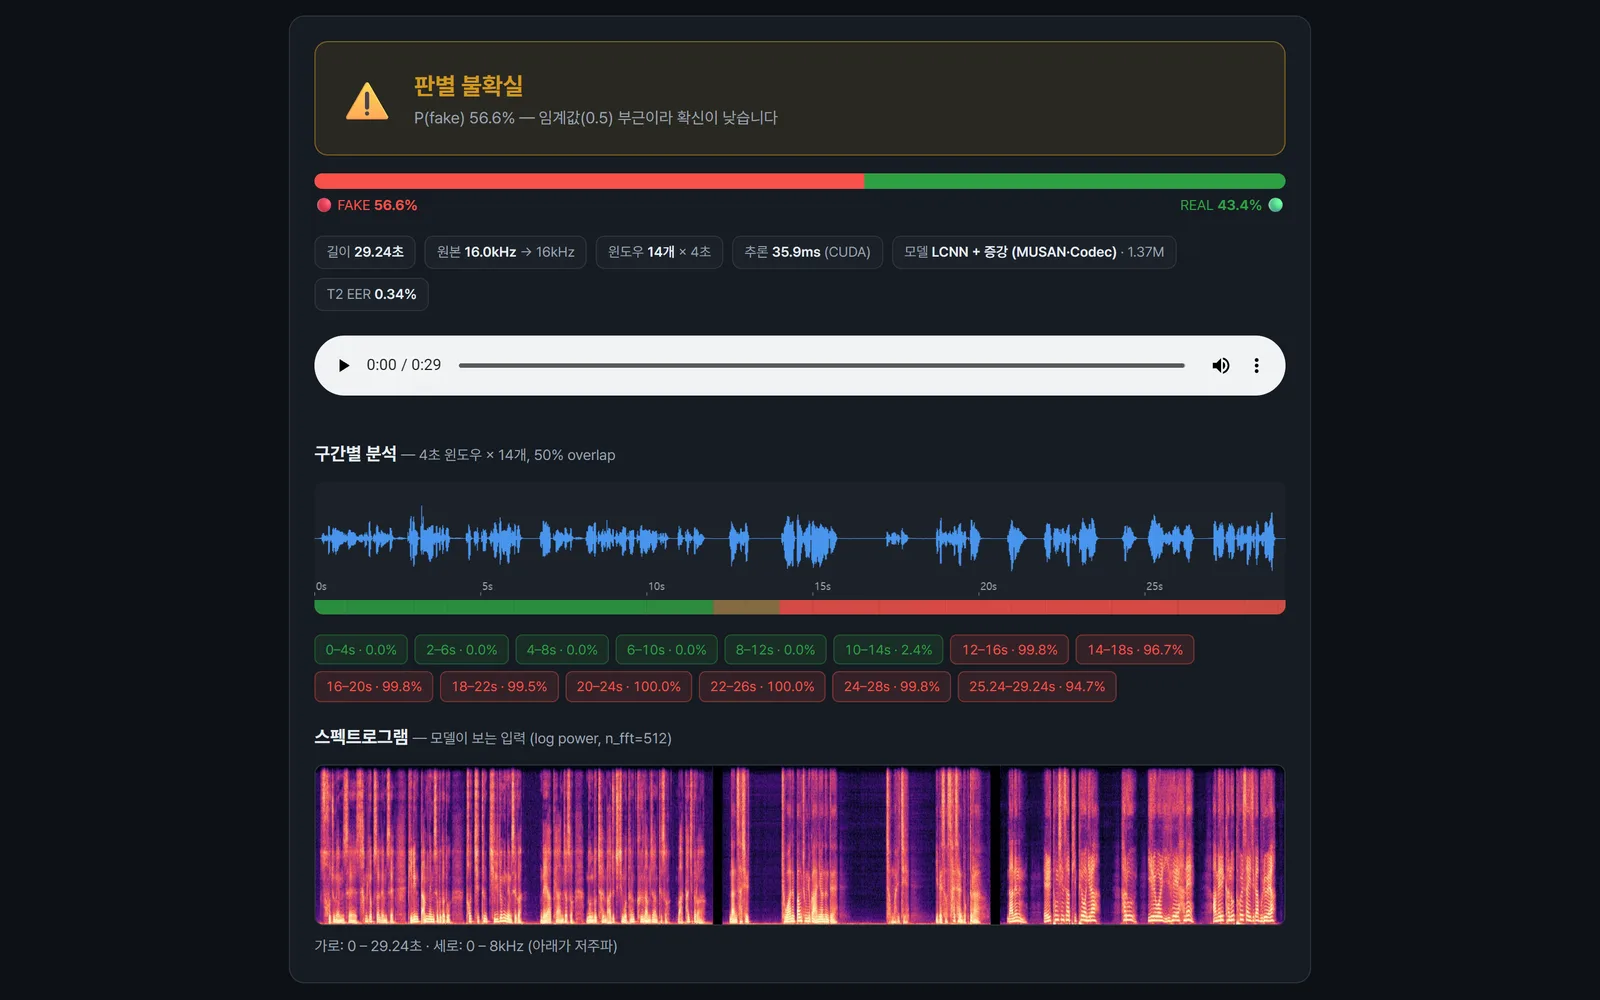 판별 불확실
P(fake) 56.6% — 임계값(0.5) 부근이라 확신이 낮습니다
FAKE 56.6%
REAL 43.4%
길이 29.24초
원본 16.0kHz → 16kHz
윈도우 14개 × 4초
추론 35.9ms (CUDA)
모델 LCNN + 증강 (MUSAN·Codec) · 1.37M
T2 EER 0.34%
0:00 / 0:29
구간별 분석 — 4초 윈도우 × 14개, 50% overlap
0s 5s 10s 15s 20s 25s
0–4s · 0.0% 2–6s · 0.0% 4–8s · 0.0% 6–10s · 0.0% 8–12s · 0.0% 10–14s · 2.4% 12–16s · 99.8% 14–18s · 96.7%
16–20s · 99.8% 18–22s · 99.5% 20–24s · 100.0% 22–26s · 100.0% 24–28s · 99.8% 25.24–29.24s · 94.7%
스펙트로그램 — 모델이 보는 입력 (log power, n_fft=512)
가로: 0 – 29.24초 · 세로: 0 – 8kHz (아래가 저주파)